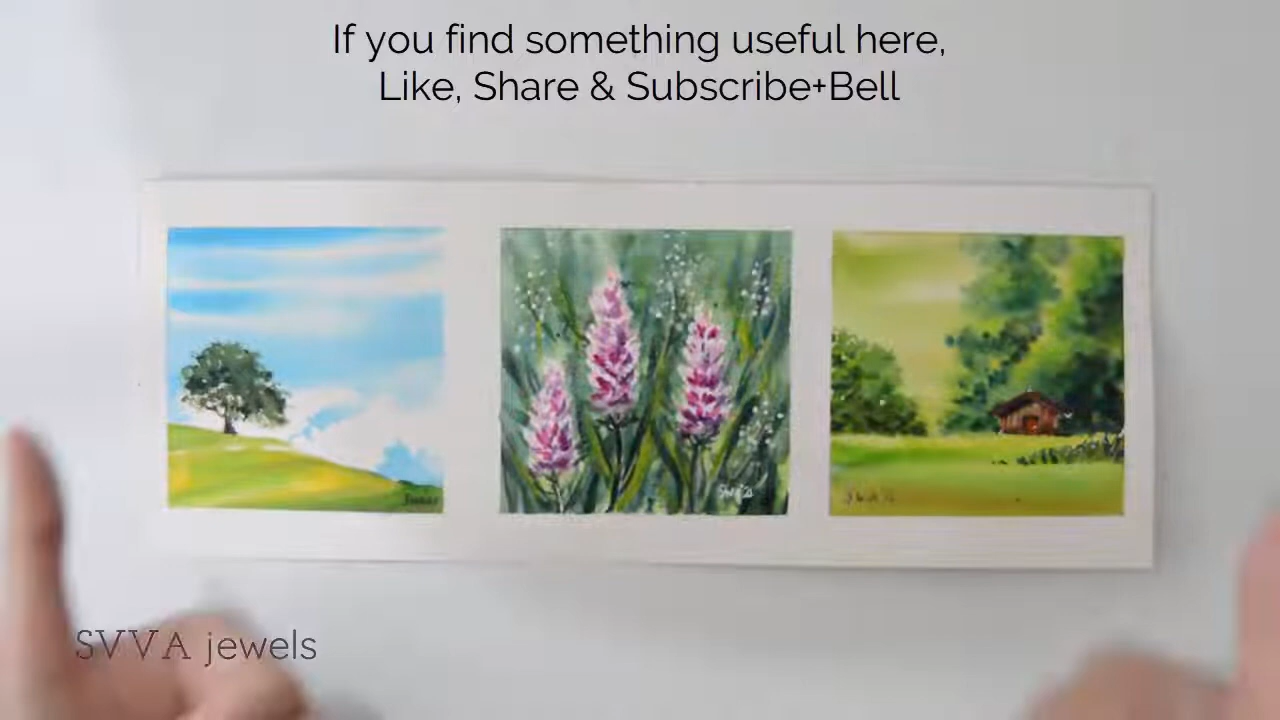 If you find something useful here,
Like, Share & Subscribe+Bell
SVVA jewels